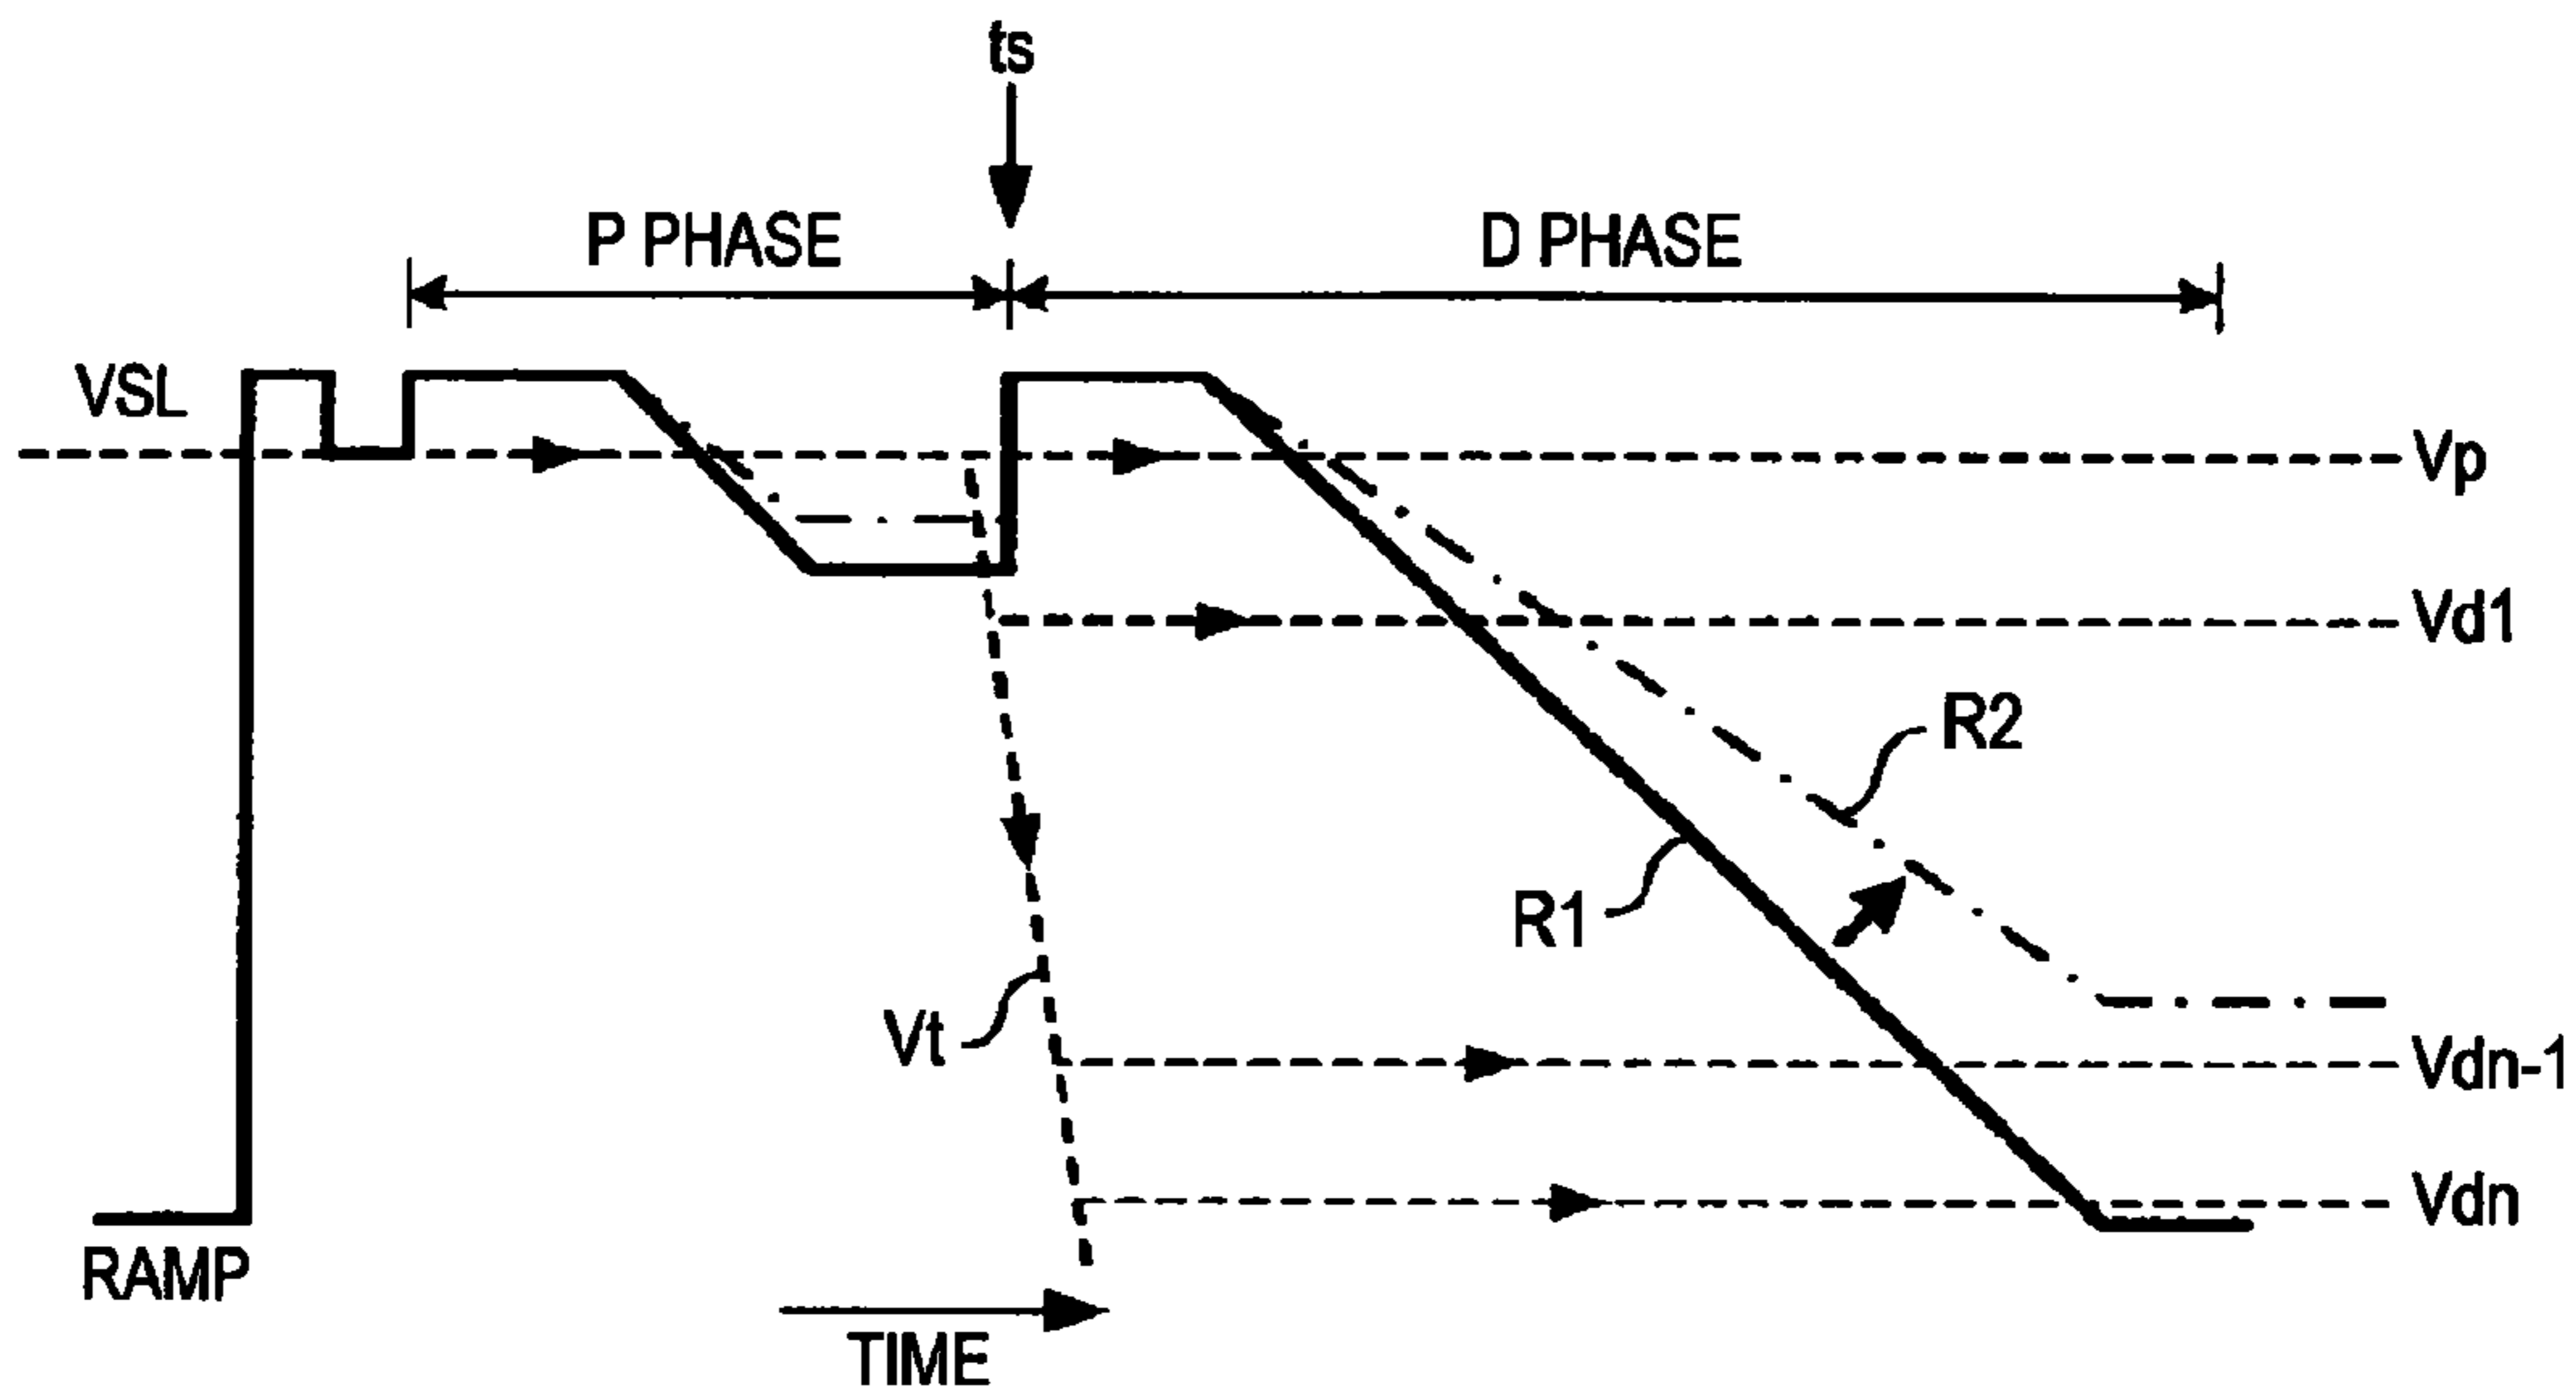 ts
P PHASE
D PHASE
VSL
Vp
Vd1
R2
R1
Vt
Vdn-1
Vdn
RAMP
TIME